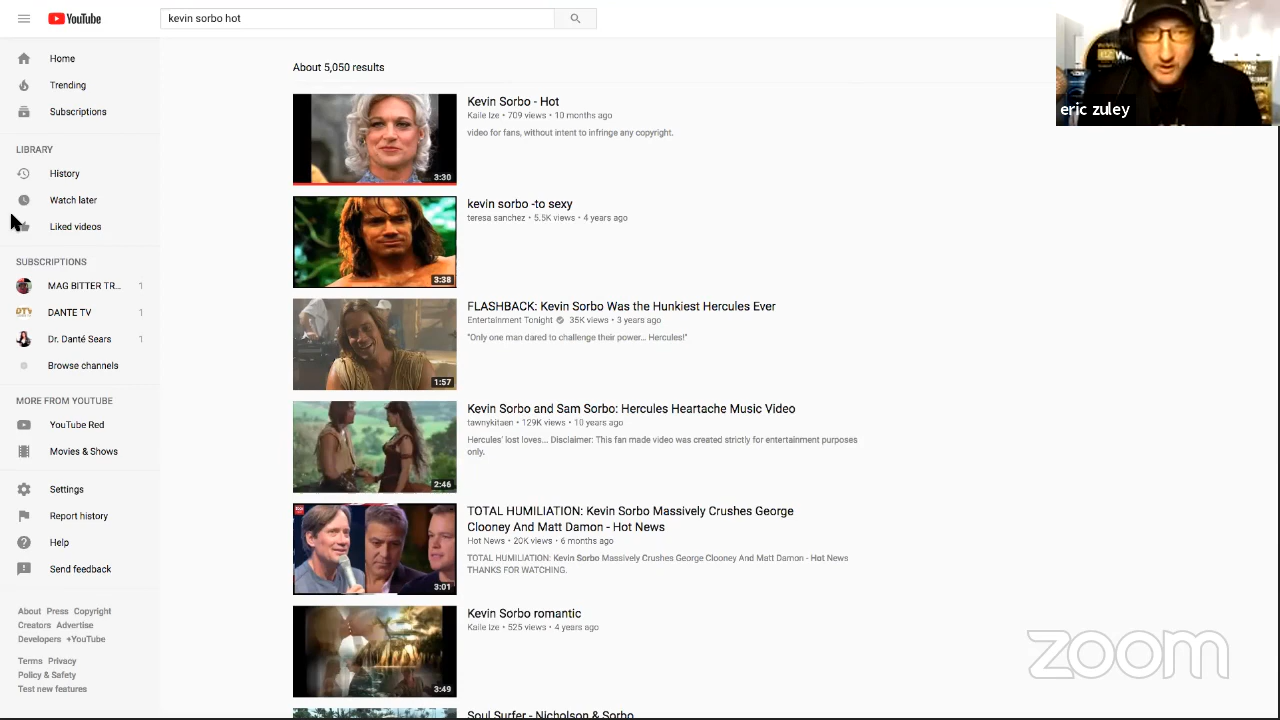 YouTube
kevin sorbo hot
eric zuley
Home
Trending
Subscriptions
LIBRARY
History
Watch later
Liked videos
SUBSCRIPTIONS
MAG BITTER TR... 1
DANTE TV 1
Dr. Danté Sears 1
Browse channels
MORE FROM YOUTUBE
YouTube Red
Movies & Shows
Settings
Report history
Help
Send feedback
About Press Copyright
Creators Advertise
Developers +YouTube
Terms Privacy
Policy & Safety
Test new features
About 5,050 results
3:30
Kevin Sorbo - Hot
Kaile Ize • 709 views • 10 months ago
video for fans, without intent to infringe any copyright.
3:38
kevin sorbo -to sexy
teresa sanchez • 5.5K views • 4 years ago
1:57
FLASHBACK: Kevin Sorbo Was the Hunkiest Hercules Ever
Entertainment Tonight 35K views • 3 years ago
"Only one man dared to challenge their power... Hercules!"
2:46
Kevin Sorbo and Sam Sorbo: Hercules Heartache Music Video
tawnykitaen • 129K views • 10 years ago
Hercules' lost loves... Disclaimer: This fan made video was created strictly for entertainment purposes
only.
3:01
TOTAL HUMILIATION: Kevin Sorbo Massively Crushes George
Clooney And Matt Damon - Hot News
Hot News • 20K views • 6 months ago
TOTAL HUMILIATION: Kevin Sorbo Massively Crushes George Clooney And Matt Damon - Hot News
THANKS FOR WATCHING.
3:49
Kevin Sorbo romantic
Kaile Ize • 525 views • 4 years ago
Soul Surfer - Nicholson & Sorbo
zoom